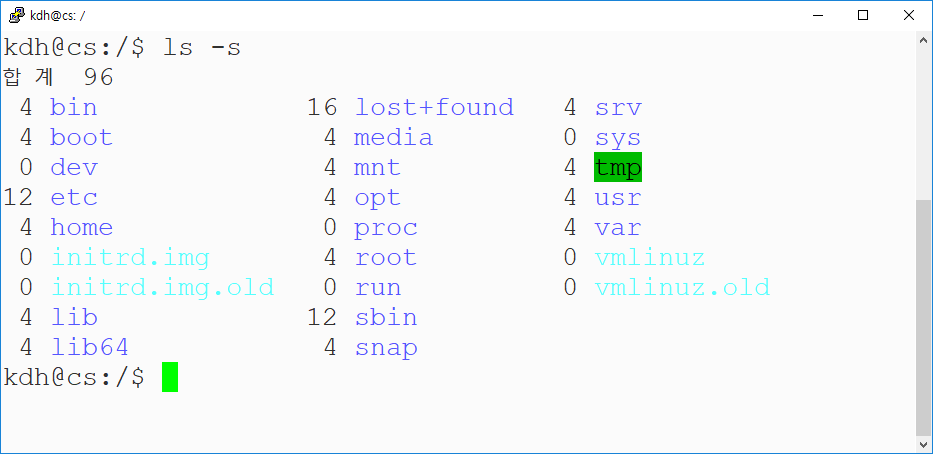 kdh@cs: /
kdh@cs:/$ ls -s
합계 96
4 bin 16 lost+found 4 srv
4 boot 4 media 0 sys
0 dev 4 mnt 4 tmp
12 etc 4 opt 4 usr
4 home 0 proc 4 var
0 initrd.img 4 root 0 vmlinuz
0 initrd.img.old 0 run 0 vmlinuz.old
4 lib 12 sbin
4 lib64 4 snap
kdh@cs:/$